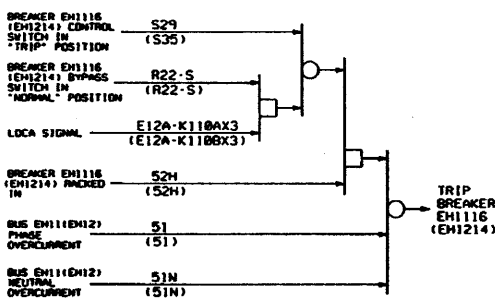 BREAKER EH1116
(EH1214) CONTROL
SWITCH IN
"TRIP" POSITION
S29
(S35)
BREAKER EH1116
(EH1214) BYPASS
SWITCH IN
"NORMAL" POSITION
R22-S
(R22-S)
LOCA SIGNAL
E12A-K110AX3
(E12A-K110BX3)
BREAKER EH1116
(EH1214) RACKED
IN
52H
(52H)
BUS EH11(EH12)
PHASE
OVERCURRENT
51
(51)
BUS EH11(EH12)
NEUTRAL
OVERCURRENT
51N
(51N)
TRIP
BREAKER
EH1116
(EH1214)